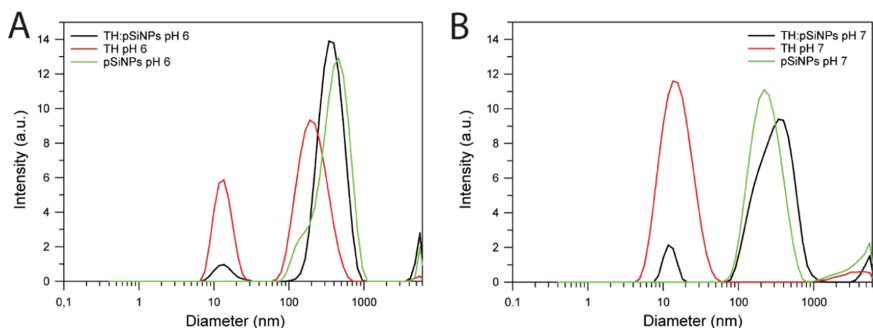 A
TH:pSiNPs pH 6
TH pH 6
pSiNPs pH 6
14
12
10
8
6
4
2
0
Intensity (a.u.)
0,1 1 10 100 1000
Diameter (nm)
B
TH:pSiNPs pH 7
TH pH 7
pSiNPs pH 7
14
12
10
8
6
4
2
0
Intensity (a.u.)
0,1 1 10 100 1000
Diameter (nm)